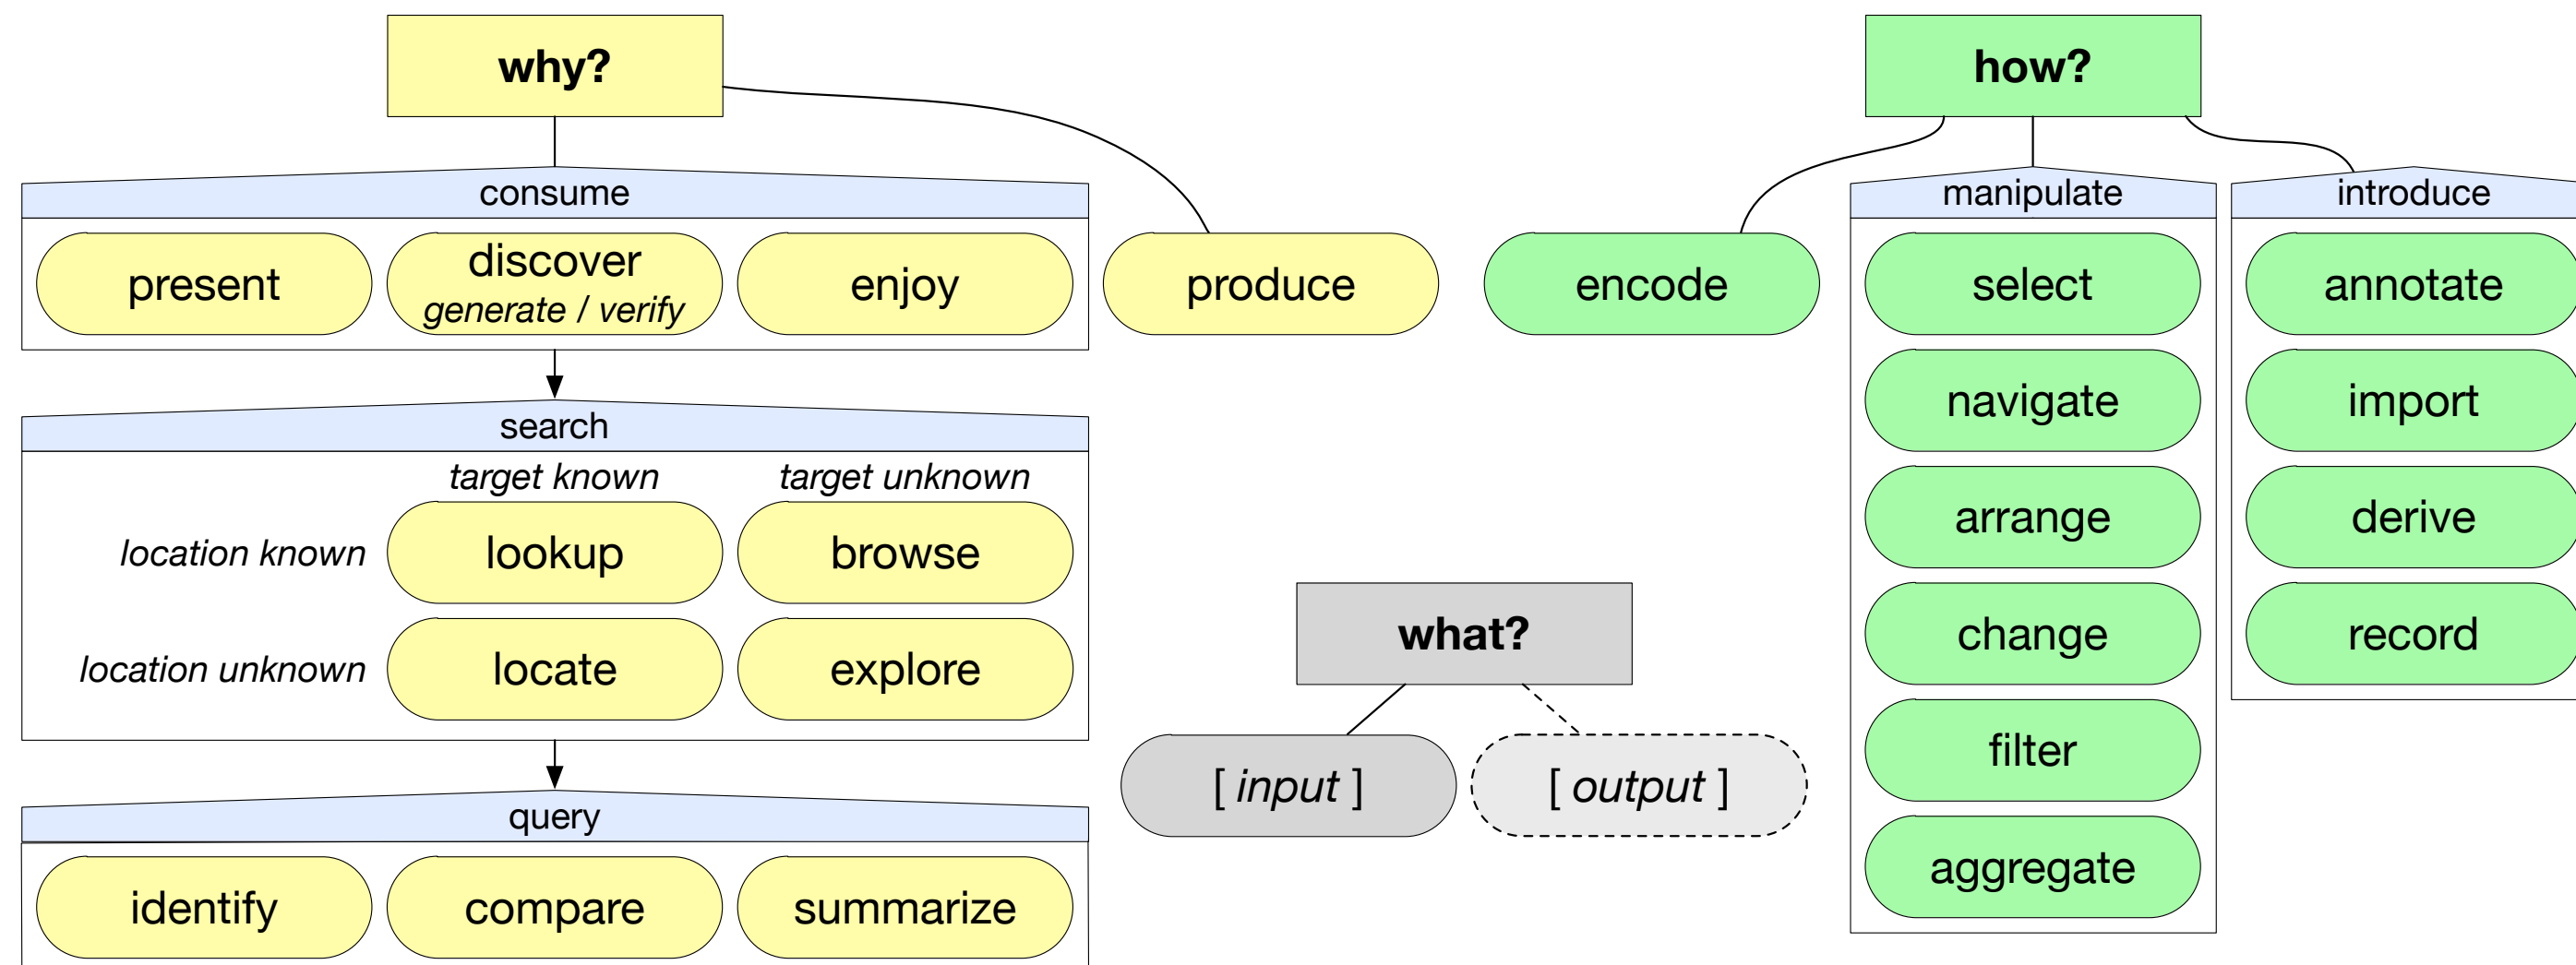 why?
consume
present
discover
generate / verify
enjoy
produce
search
target known
target unknown
location known
lookup
browse
location unknown
locate
explore
query
identify
compare
summarize
what?
[ input ]
[ output ]
how?
encode
manipulate
select
navigate
arrange
change
filter
aggregate
introduce
annotate
import
derive
record